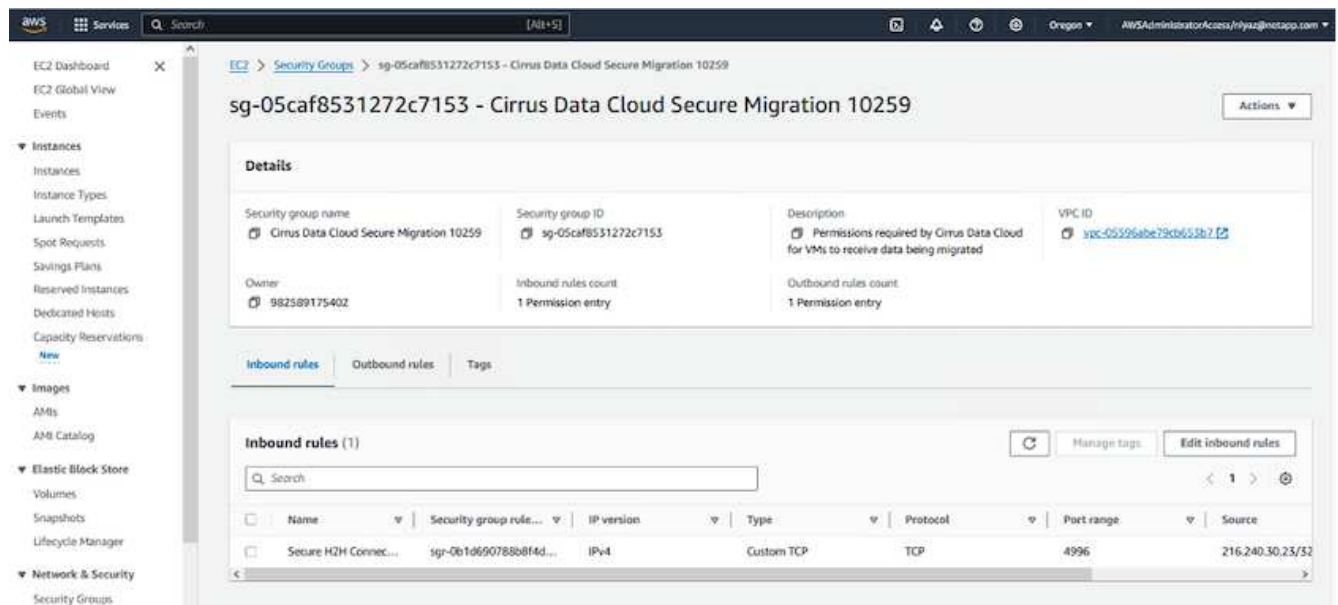 aws Services Search [Alt+S] Oregon AWSAdministratorAccess/niyaz@netapp.com
EC2 Dashboard
EC2 Global View
Events
Instances
Instances
Instance Types
Launch Templates
Spot Requests
Savings Plans
Reserved Instances
Dedicated Hosts
Capacity Reservations
New
Images
AMIs
AMI Catalog
Elastic Block Store
Volumes
Snapshots
Lifecycle Manager
Network & Security
Security Groups
EC2 > Security Groups > sg-05caf8531272c7153 - Cirrus Data Cloud Secure Migration 10259
sg-05caf8531272c7153 - Cirrus Data Cloud Secure Migration 10259
Actions
Details
Security group name
Cirrus Data Cloud Secure Migration 10259
Security group ID
sg-05caf8531272c7153
Description
Permissions required by Cirrus Data Cloud
for VMs to receive data being migrated
VPC ID
vpc-05596abe79cb653b7
Owner
982589175402
Inbound rules count
1 Permission entry
Outbound rules count
1 Permission entry
Inbound rules Outbound rules Tags
Inbound rules (1)
Manage tags Edit inbound rules
Search
< 1 >
Name Security group rule... IP version Type Protocol Port range Source
Secure H2H Connec... sgr-0b1d690788b8f4d... IPv4 Custom TCP TCP 4996 216.240.30.23/32